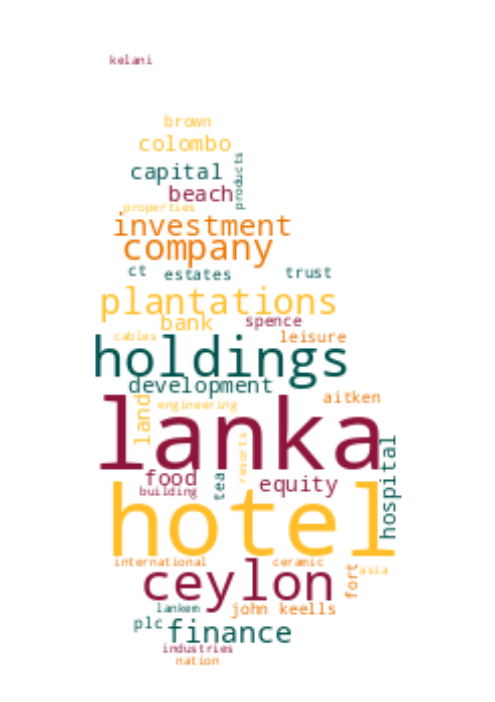 kelani
brown
colombo
capital
products
beach
properties
investment
company
ct estates trust
plantations
bank spence
cables leisure
holdings
development
aitken
land
engineering
lanka
resorts
hospital
food
tea
equity
building
hotel
international ceramic
fort
asia
ceylon
lankem john keells
plc finance
industries
nation